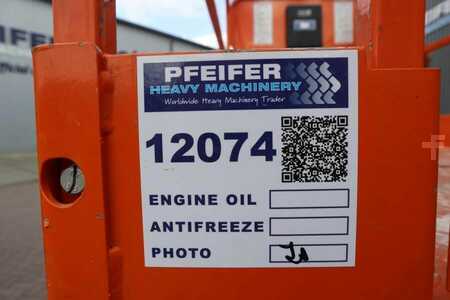 PFEIFER
HEAVY MACHINERY
Worldwide Heavy Machinery Trader
12074
ENGINE OIL
ANTIFREEZE
PHOTO